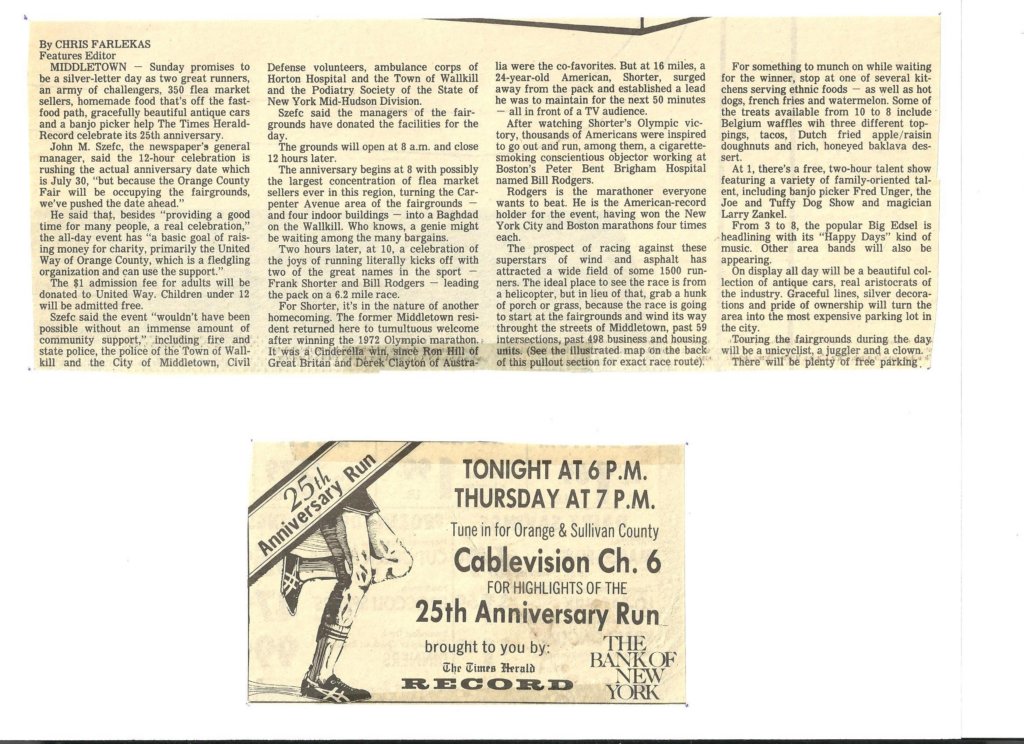 By CHRIS FARLEKAS
Features Editor
MIDDLETOWN — Sunday promises to
be a silver-letter day as two great runners,
an army of challengers, 350 flea market
sellers, homemade food that's off the fast-
food path, gracefully beautiful antique cars
and a banjo picker help The Times Herald-
Record celebrate its 25th anniversary.
John M. Szefc, the newspaper's general
manager, said the 12-hour celebration is
rushing the actual anniversary date which
is July 30, "but because the Orange County
Fair will be occupying the fairgrounds,
we've pushed the date ahead."
He said that, besides "providing a good
time for many people, a real celebration,"
the all-day event has "a basic goal of rais-
ing money for charity, primarily the United
Way of Orange County, which is a fledgling
organization and can use the support."
The $1 admission fee for adults will be
donated to United Way. Children under 12
will be admitted free.
Szefc said the event "wouldn't have been
possible without an immense amount of
community support," including fire and
state police, the police of the Town of Wall-
kill and the City of Middletown, Civil
Defense volunteers, ambulance corps of
Horton Hospital and the Town of Wallkill
and the Podiatry Society of the State of
New York Mid-Hudson Division.
Szefc said the managers of the fair-
grounds have donated the facilities for the
day.
The grounds will open at 8 a.m. and close
12 hours later.
The anniversary begins at 8 with possibly
the largest concentration of flea market
sellers ever in this region, turning the Car-
penter Avenue area of the fairgrounds —
and four indoor buildings — into a Baghdad
on the Wallkill. Who knows, a genie might
be waiting among the many bargains.
Two hours later, at 10, a celebration of
the joys of running literally kicks off with
two of the great names in the sport —
Frank Shorter and Bill Rodgers — leading
the pack on a 6.2 mile race.
For Shorter, it's in the nature of another
homecoming. The former Middletown resi-
dent returned here to tumultuous welcome
after winning the 1972 Olympic marathon.
It was a Cinderella win, since Ron Hill of
Great Britan and Derek Clayton of Austra-
lia were the co-favorites. But at 16 miles, a
24-year-old American, Shorter, surged
away from the pack and established a lead
he was to maintain for the next 50 minutes
— all in front of a TV audience.
After watching Shorter's Olympic vic-
tory, thousands of Americans were inspired
to go out and run, among them, a cigarette-
smoking conscientious objector working at
Boston's Peter Bent Brigham Hospital
named Bill Rodgers.
Rodgers is the marathoner everyone
wants to beat. He is the American-record
holder for the event, having won the New
York City and Boston marathons four times
each.
The prospect of racing against these
superstars of wind and asphalt has
attracted a wide field of some 1500 run-
ners. The ideal place to see the race is from
a helicopter, but in lieu of that, grab a hunk
of porch or grass, because the race is going
to start at the fairgrounds and wind its way
throught the streets of Middletown, past 59
intersections, past 498 business and housing
units. (See the illustrated map on the back
of this pullout section for exact race route).
For something to munch on while waiting
for the winner, stop at one of several kit-
chens serving ethnic foods — as well as hot
dogs, french fries and watermelon. Some of
the treats available from 10 to 8 include
Belgium waffles wih three different top-
pings, tacos, Dutch fried apple/raisin
doughnuts and rich, honeyed baklava des-
sert.
At 1, there's a free, two-hour talent show
featuring a variety of family-oriented tal-
ent, including banjo picker Fred Unger, the
Joe and Tuffy Dog Show and magician
Larry Zankel.
From 3 to 8, the popular Big Edsel is
headlining with its "Happy Days" kind of
music. Other area bands will also be
appearing.
On display all day will be a beautiful col-
lection of antique cars, real aristocrats of
the industry. Graceful lines, silver decora-
tions and pride of ownership will turn the
area into the most expensive parking lot in
the city.
Touring the fairgrounds during the day
will be a unicyclist, a juggler and a clown.
There will be plenty of free parking.
25th
Anniversary Run
TONIGHT AT 6 P.M.
THURSDAY AT 7 P.M.
Tune in for Orange & Sullivan County
Cablevision Ch. 6
FOR HIGHLIGHTS OF THE
25th Anniversary Run
brought to you by:
The Times Herald
RECORD
THE
BANK OF
NEW
YORK